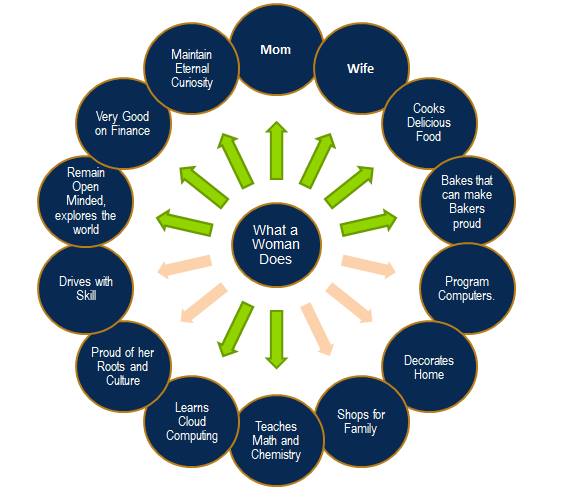 Mom
Wife
Cooks
Delicious
Food
Bakes that
can make
Bakers
proud
Program
Computers.
Decorates
Home
Shops for
Family
Teaches
Math and
Chemistry
Learns
Cloud
Computing
Proud of her
Roots and
Culture
Drives with
Skill
Remain
Open
Minded,
explores the
world
Very Good
on Finance
Maintain
Eternal
Curiosity
What a
Woman
Does